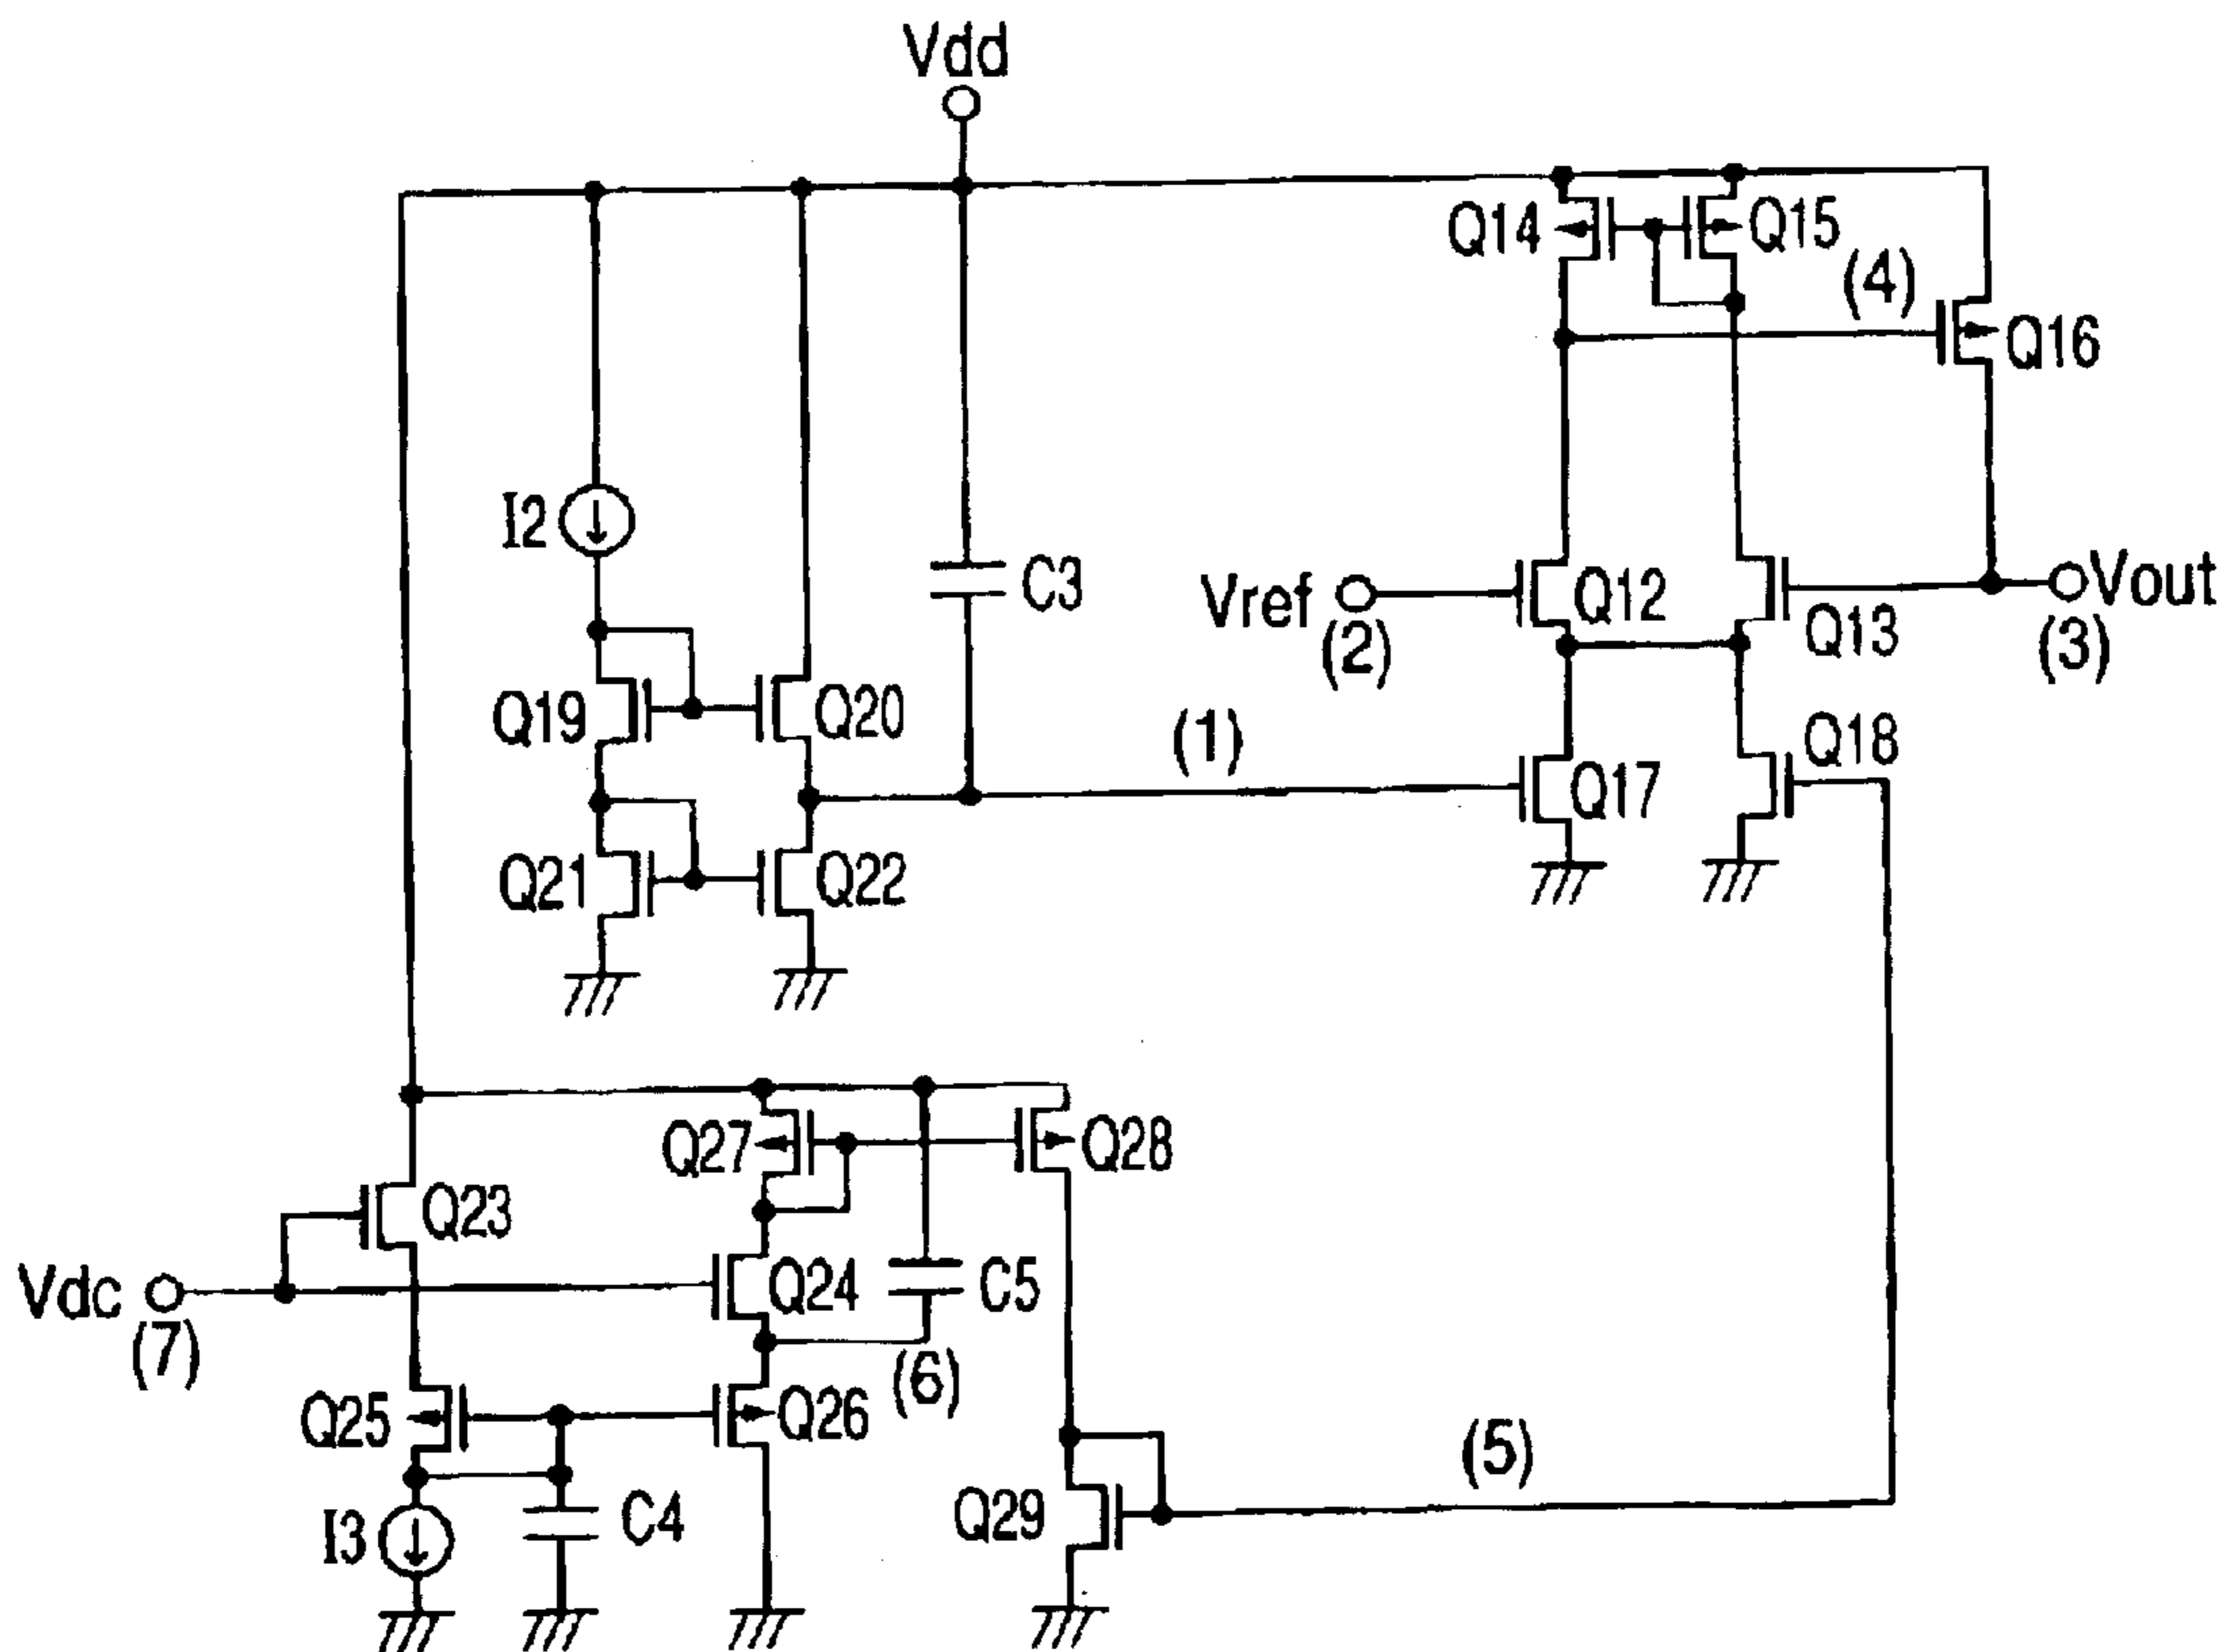 Vdd
Q14
Q15
(4)
Q16
I2
C3
Vref
(2)
Q12
Q13
Vout
(3)
Q19
Q20
(1)
Q17
Q18
Q21
Q22
Q27
Q28
Q23
Vdc
(7)
Q24
C5
(6)
Q25
Q26
(5)
I3
C4
Q29